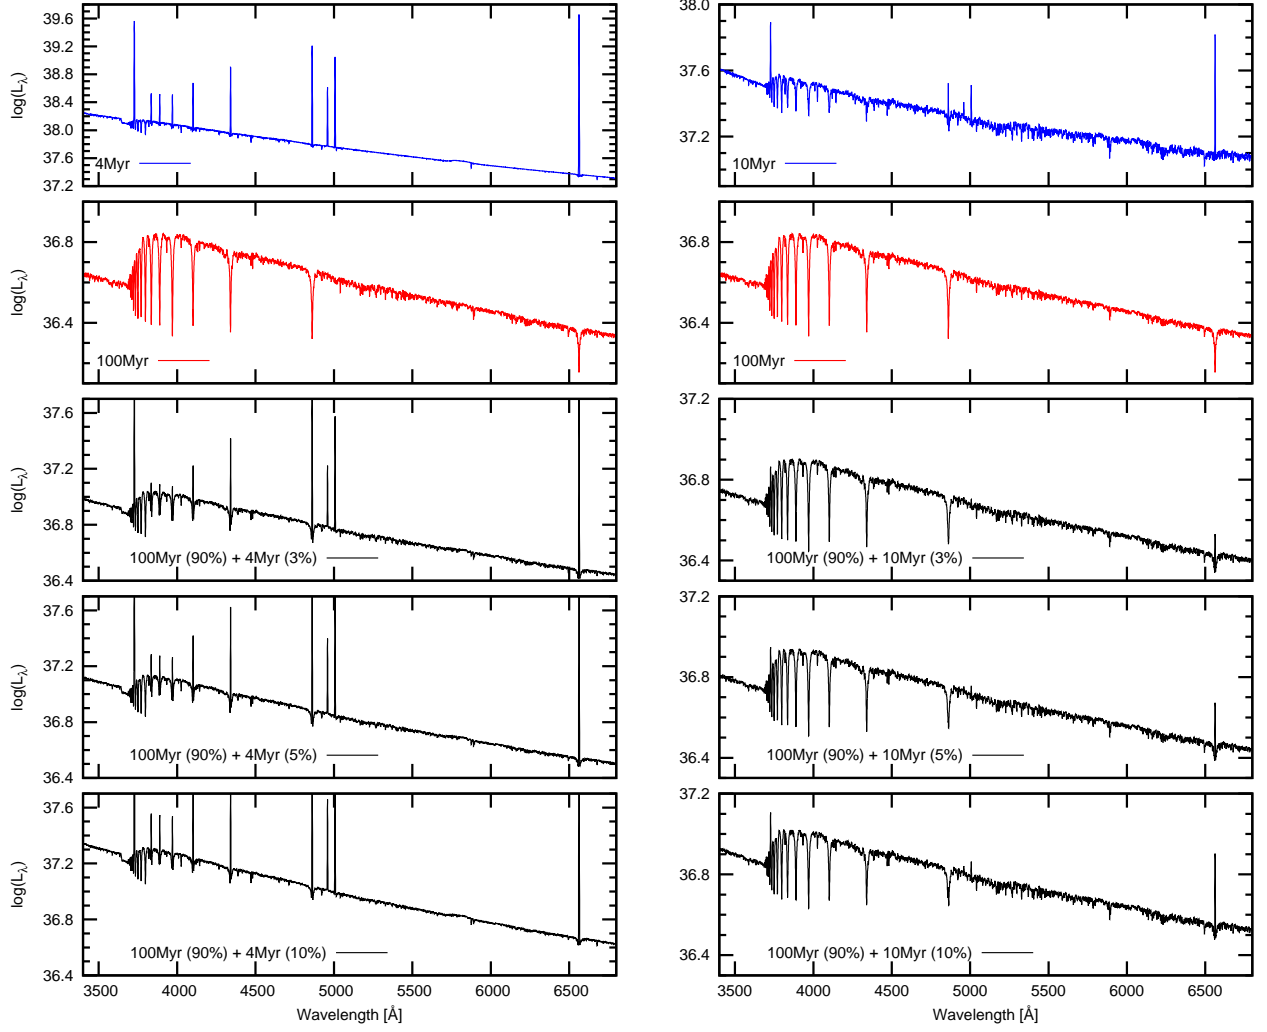 39.6
39.2
38.8
38.4
38.0
37.6
37.2
log(Lλ)
4Myr
38.0
37.6
37.2
10Myr
36.8
36.4
log(Lλ)
100Myr
36.8
36.4
100Myr
37.6
37.2
36.8
36.4
log(Lλ)
100Myr (90%) + 4Myr (3%)
37.2
36.8
36.4
100Myr (90%) + 10Myr (3%)
37.6
37.2
36.8
36.4
log(Lλ)
100Myr (90%) + 4Myr (5%)
37.2
36.8
36.4
100Myr (90%) + 10Myr (5%)
37.6
37.2
36.8
36.4
log(Lλ)
100Myr (90%) + 4Myr (10%)
37.2
36.8
36.4
100Myr (90%) + 10Myr (10%)
3500 4000 4500 5000 5500 6000 6500
Wavelength [Å]
3500 4000 4500 5000 5500 6000 6500
Wavelength [Å]